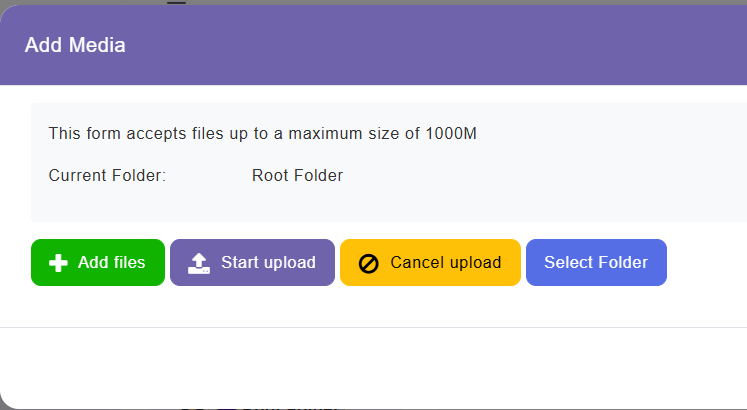 Add Media
This form accepts files up to a maximum size of 1000M
Current Folder: Root Folder
Add files Start upload Cancel upload Select Folder